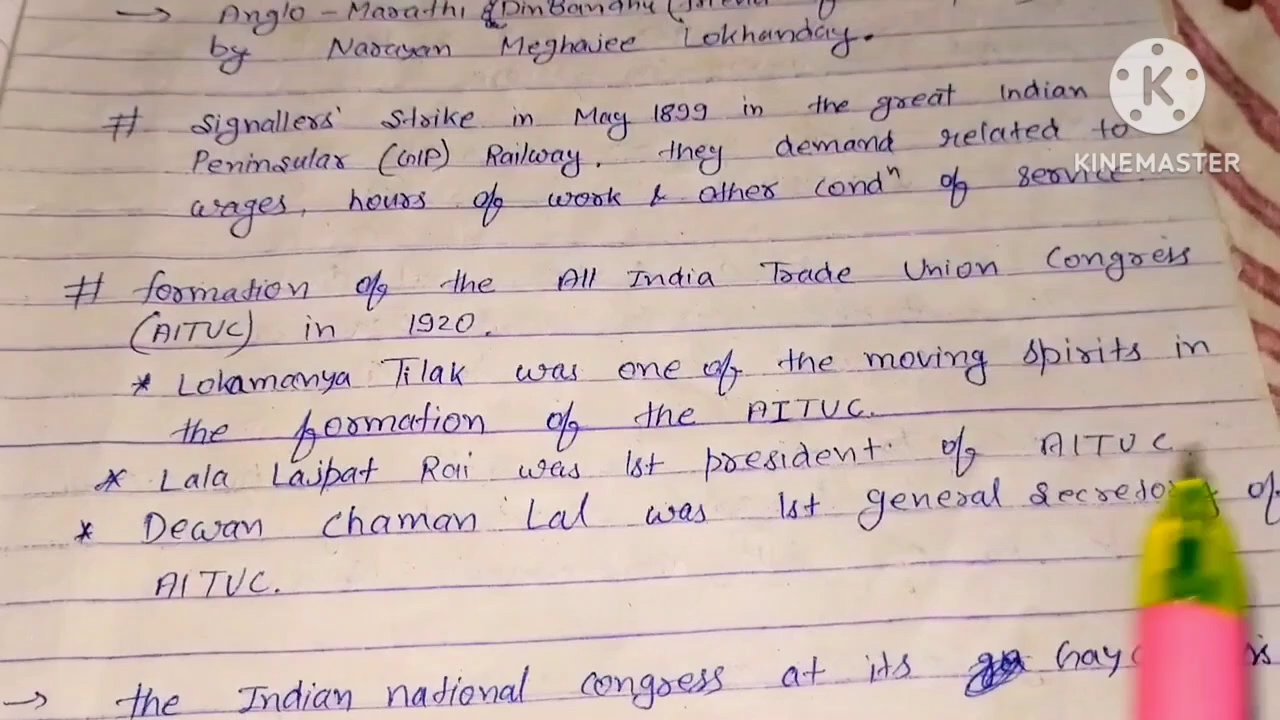 → Anglo-Marathi & DinBandhu
by Narayan Meghajee Lokhanday.
# Signallers' Strike in May 1899 in the great Indian
Peninsular (GIP) Railway. they demand related to
wages, hours of work & other condⁿ of service
# formation of the All India Trade Union Congress
(AITUC) in 1920.
* Lokamanya Tilak was one of the moving spirits in
the formation of the AITUC.
* Lala Lajpat Rai was 1st president of AITUC.
* Dewan Chaman Lal was 1st general Secretary of
AITUC.
→ the Indian national congress at its
K
KINEMASTER